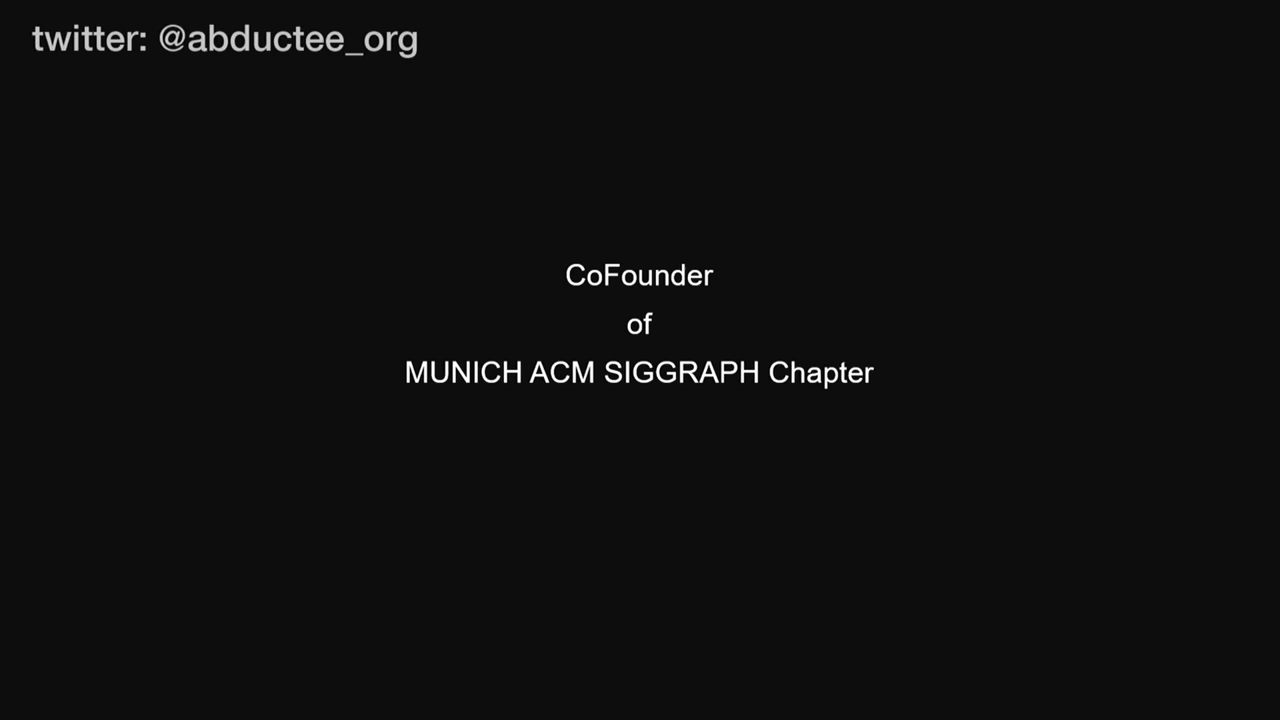 twitter: @abductee_org
CoFounder
of
MUNICH ACM SIGGRAPH Chapter